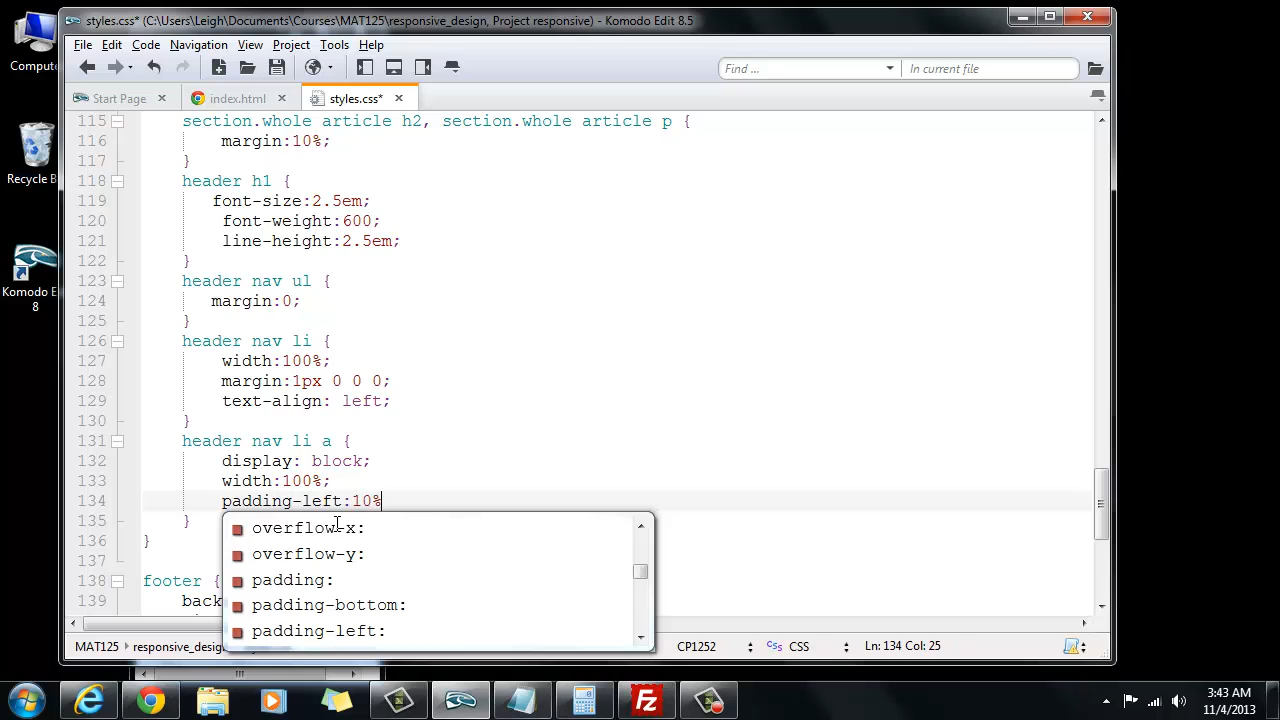 styles.css* (C:\Users\Leigh\Documents\Courses\MAT125\responsive_design, Project responsive) - Komodo Edit 8.5
File Edit Code Navigation View Project Tools Help
Find ... In current file
Start Page index.html styles.css*
115 section.whole article h2, section.whole article p {
116 margin:10%;
117 }
118 header h1 {
119 font-size:2.5em;
120 font-weight:600;
121 line-height:2.5em;
122 }
123 header nav ul {
124 margin:0;
125 }
126 header nav li {
127 width:100%;
128 margin:1px 0 0 0;
129 text-align: left;
130 }
131 header nav li a {
132 display: block;
133 width:100%;
134 padding-left:10%
135 }
136 }
137
138 footer {
139 back
overflow-x:
overflow-y:
padding:
padding-bottom:
padding-left:
MAT125 responsive_desig CP1252 CSS CSS Ln: 134 Col: 25
Compute
Recycle B
Komodo E
8
3:43 AM
11/4/2013